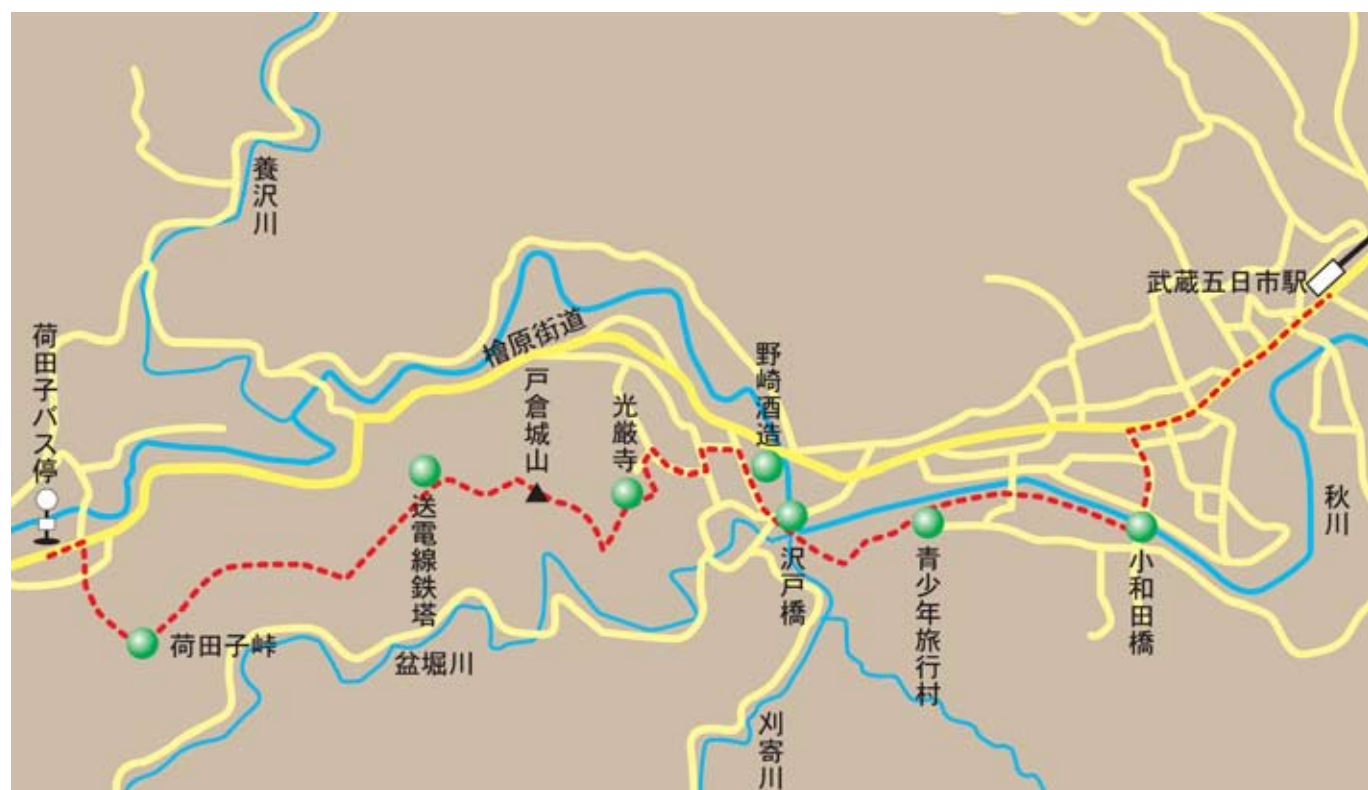 養沢川
荷田子バス停
檜原街道
戸倉城山
光厳寺
野崎酒造
武蔵五日市駅
秋川
送電線鉄塔
沢戸橋
青少年旅行村
小和田橋
荷田子峠
盆堀川
刈寄川